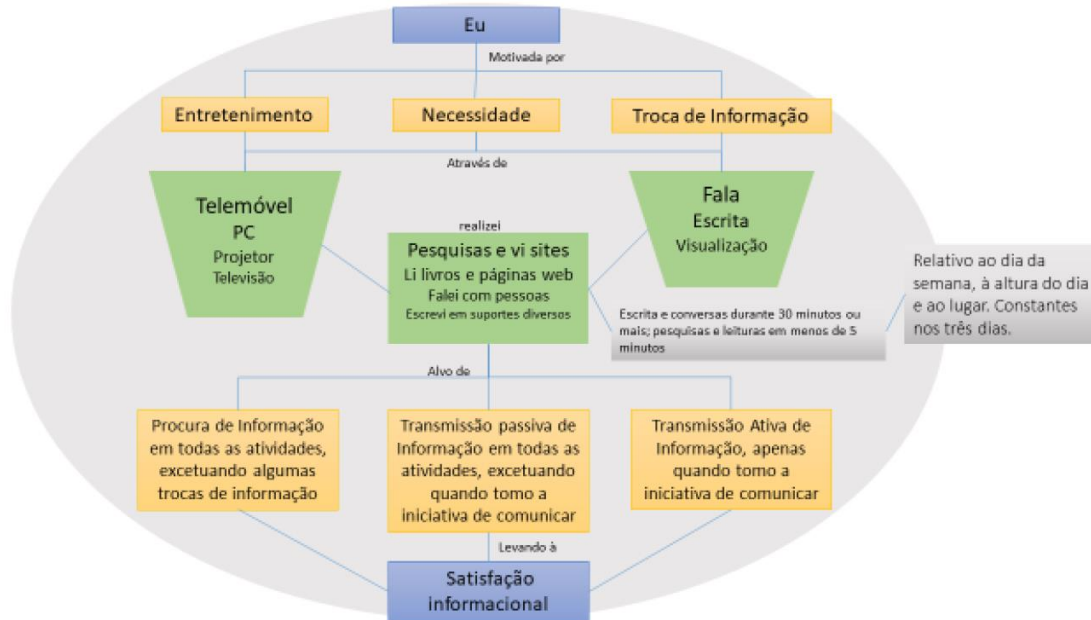 Eu
Motivada por
Entretenimento
Necessidade
Troca de Informação
Através de
Telemóvel
PC
Projetor
Televisão
Fala
Escrita
Visualização
realizei
Pesquisas e vi sites
Li livros e páginas web
Falei com pessoas
Escrevi em suportes diversos
Escrita e conversas durante 30 minutos ou
mais; pesquisas e leituras em menos de 5
minutos
Relativo ao dia da
semana, à altura do dia
e ao lugar. Constantes
nos três dias.
Alvo de
Procura de Informação
em todas as atividades,
excetuando algumas
trocas de informação
Transmissão passiva de
Informação em todas as
atividades, excetuando
quando tomo a
iniciativa de comunicar
Transmissão Ativa de
Informação, apenas
quando tomo a
iniciativa de comunicar
Levando à
Satisfação
informacional